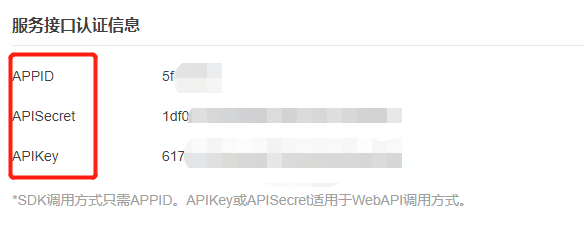 服务接口认证信息
APPID 5f
APISecret 1df0
APIKey 617
*SDK调用方式只需APPID。APIKey或APISecret适用于WebAPI调用方式。